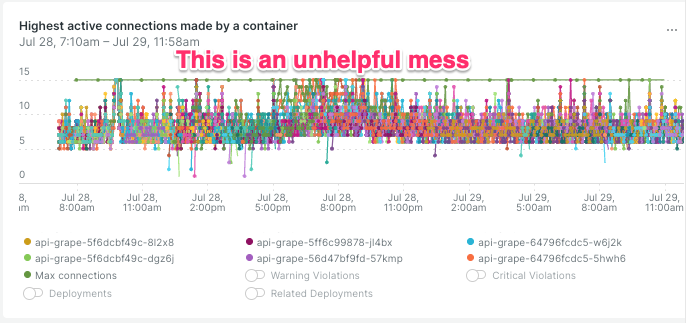 Highest active connections made by a container
...
Jul 28, 7:10am – Jul 29, 11:58am
This is an unhelpful mess
15
10
5
0
8, Jul 28, Jul 28, Jul 28, Jul 28, Jul 28, Jul 28, Jul 29, Jul 29, Jul 29, Jul 29,
m 8:00am 11:00am 2:00pm 5:00pm 8:00pm 11:00pm 2:00am 5:00am 8:00am 11:00am
api-grape-5f6dcbf49c-8l2x8 api-grape-5ff6c99878-jl4bx api-grape-64796fcdc5-w6j2k
api-grape-5f6dcbf49c-dgz6j api-grape-56d47bf9fd-57kmp api-grape-64796fcdc5-5hwh6
Max connections Warning Violations Critical Violations
Deployments Related Deployments